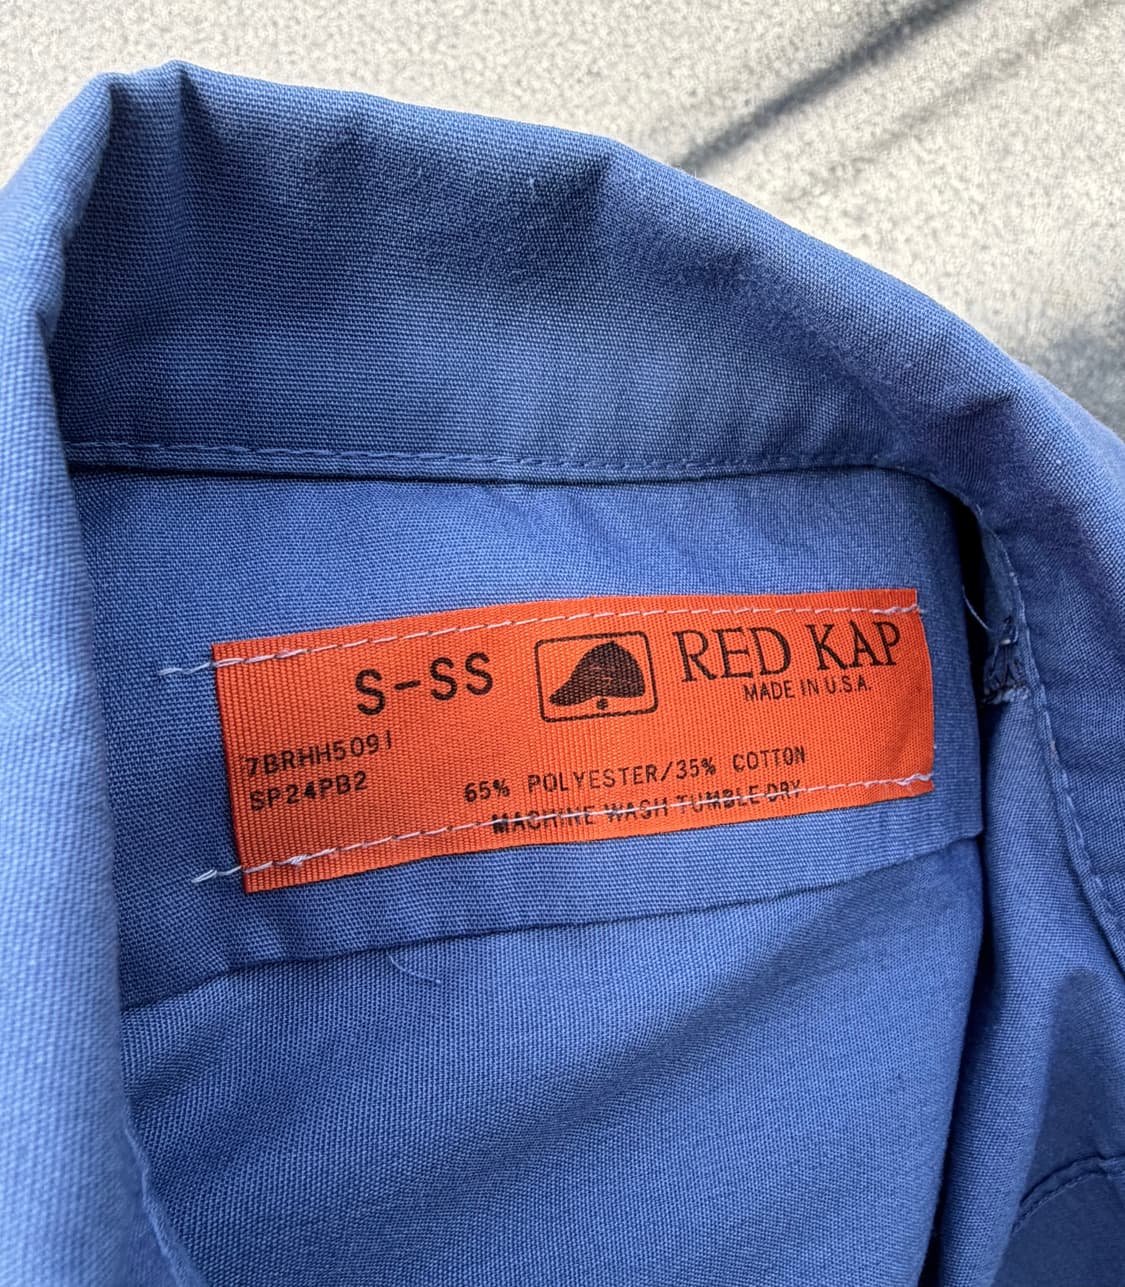 S-SS
RED KAP
MADE IN U.S.A.
7BRHH5091
SP24PB2
65% POLYESTER/35% COTTON
MACHINE WASH TUMBLE DRY